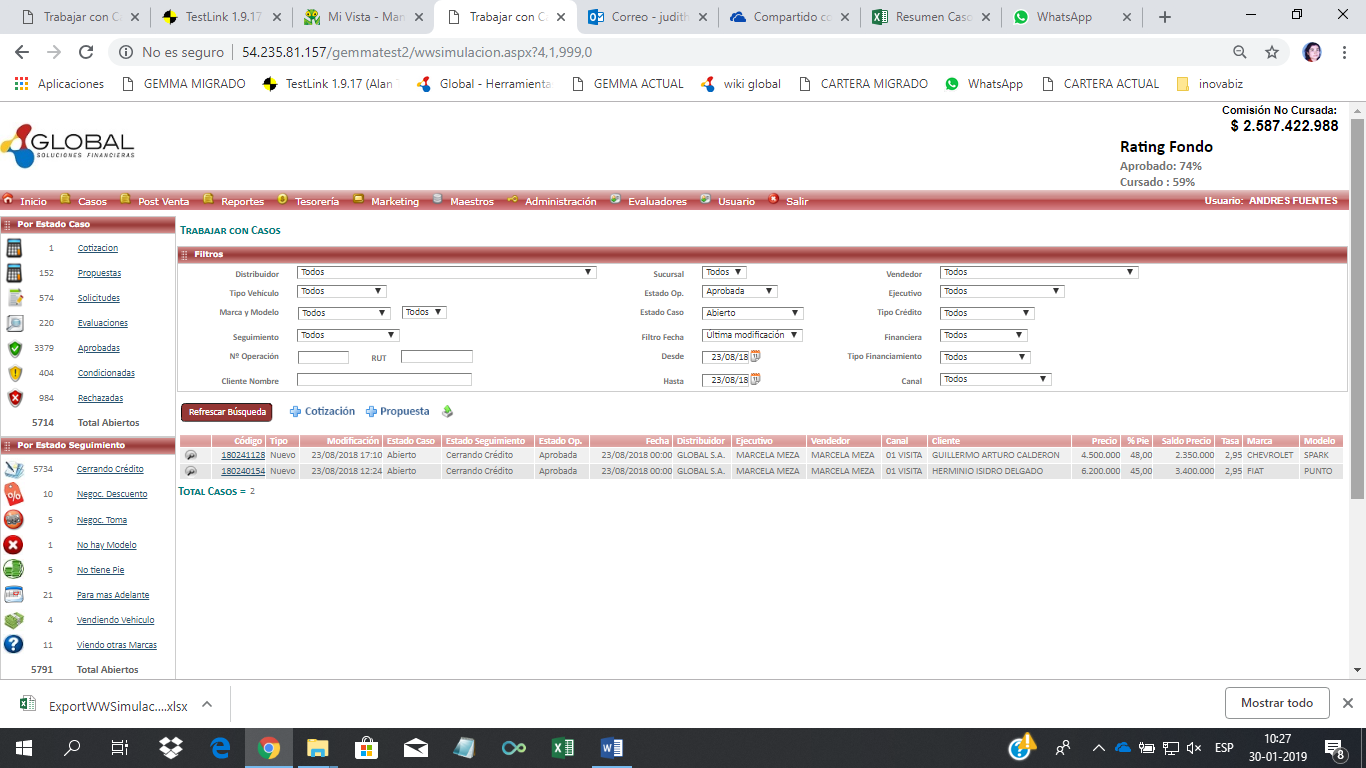 Trabajar con C
TestLink 1.9.17
Mi Vista - Man
Trabajar con C
Correo - judith
Compartido co
Resumen Caso
WhatsApp
No es seguro | 54.235.81.157/gemmatest2/wwsimulacion.aspx?4,1,999,0
Aplicaciones GEMMA MIGRADO TestLink 1.9.17 (Alan Global - Herramienta GEMMA ACTUAL wiki global CARTERA MIGRADO WhatsApp CARTERA ACTUAL inovabiz
GLOBAL
SOLUCIONES FINANCIERAS
Comisión No Cursada:
$ 2.587.422.988
Rating Fondo
Aprobado: 74%
Cursado : 59%
Inicio Casos Post Venta Reportes Tesorería Marketing Maestros Administración Evaluadores Usuario Salir Usuario: ANDRES FUENTES
Por Estado Caso
1 Cotizacion
152 Propuestas
574 Solicitudes
220 Evaluaciones
3379 Aprobadas
404 Condicionadas
984 Rechazadas
5714 Total Abiertos
Por Estado Seguimiento
5734 Cerrando Crédito
10 Negoc. Descuento
5 Negoc. Toma
1 No hay Modelo
5 No tiene Pie
21 Para mas Adelante
4 Vendiendo Vehiculo
11 Viendo otras Marcas
5791 Total Abiertos
TRABAJAR CON CASOS
Filtros
Distribuidor Todos Sucursal Todos Vendedor Todos
Tipo Vehículo Todos Estado Op. Aprobada Ejecutivo Todos
Marca y Modelo Todos Todos Estado Caso Abierto Tipo Crédito Todos
Seguimiento Todos Filtro Fecha Última modificación Financiera Todos
Nº Operación RUT Desde 23/08/18 Tipo Financiamiento Todos
Cliente Nombre Hasta 23/08/18 Canal Todos
Refrescar Búsqueda Cotización Propuesta
Código Tipo Modificación Estado Caso Estado Seguimiento Estado Op. Fecha Distribuidor Ejecutivo Vendedor Canal Cliente Precio % Pie Saldo Precio Tasa Marca Modelo
180241128 Nuevo 23/08/2018 17:10 Abierto Cerrando Crédito Aprobada 23/08/2018 00:00 GLOBAL S.A. MARCELA MEZA MARCELA MEZA 01 VISITA GUILLERMO ARTURO CALDERON 4.500.000 48,00 2.350.000 2,95 CHEVROLET SPARK
180240154 Nuevo 23/08/2018 12:24 Abierto Cerrando Crédito Aprobada 23/08/2018 00:00 GLOBAL S.A. MARCELA MEZA MARCELA MEZA 01 VISITA HERMINIO ISIDRO DELGADO 6.200.000 45,00 3.400.000 2,95 FIAT PUNTO
TOTAL CASOS = 2
ExportWWSimulac....xlsx
Mostrar todo
ESP
10:27
30-01-2019
8